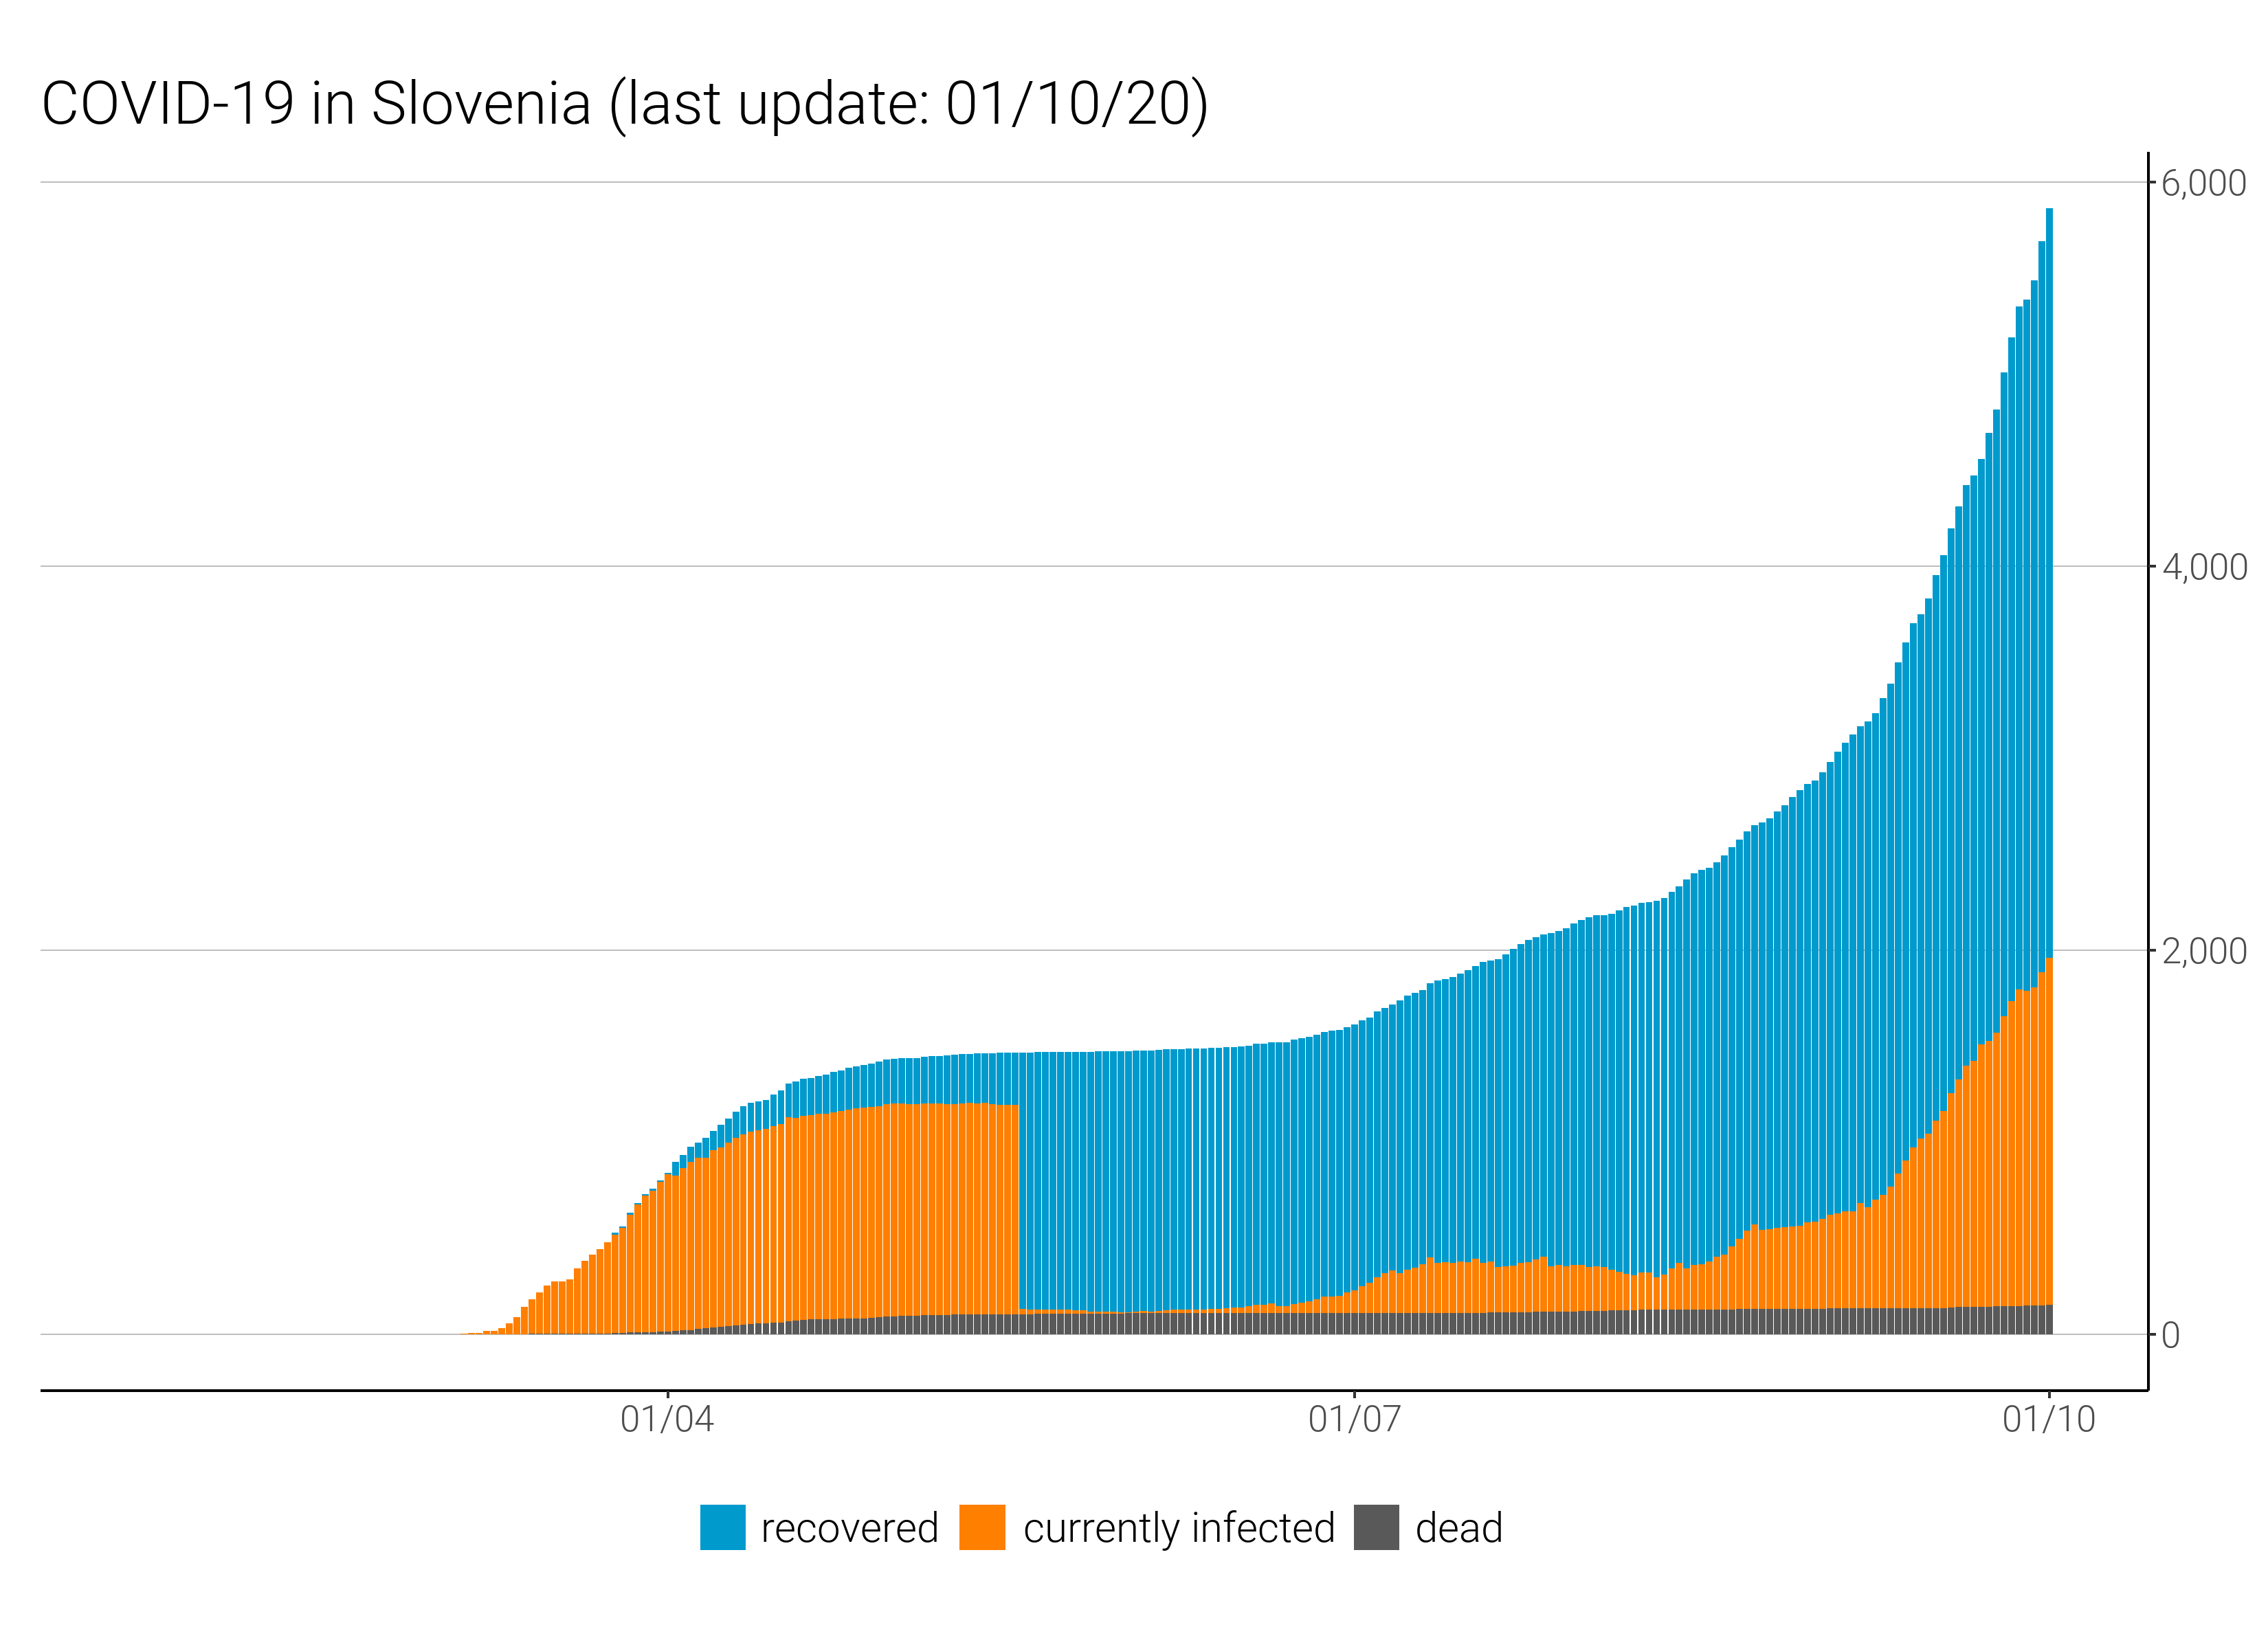 COVID-19 in Slovenia (last update: 01/10/20)
6,000
4,000
2,000
0
01/04 01/07 01/10
recovered currently infected dead